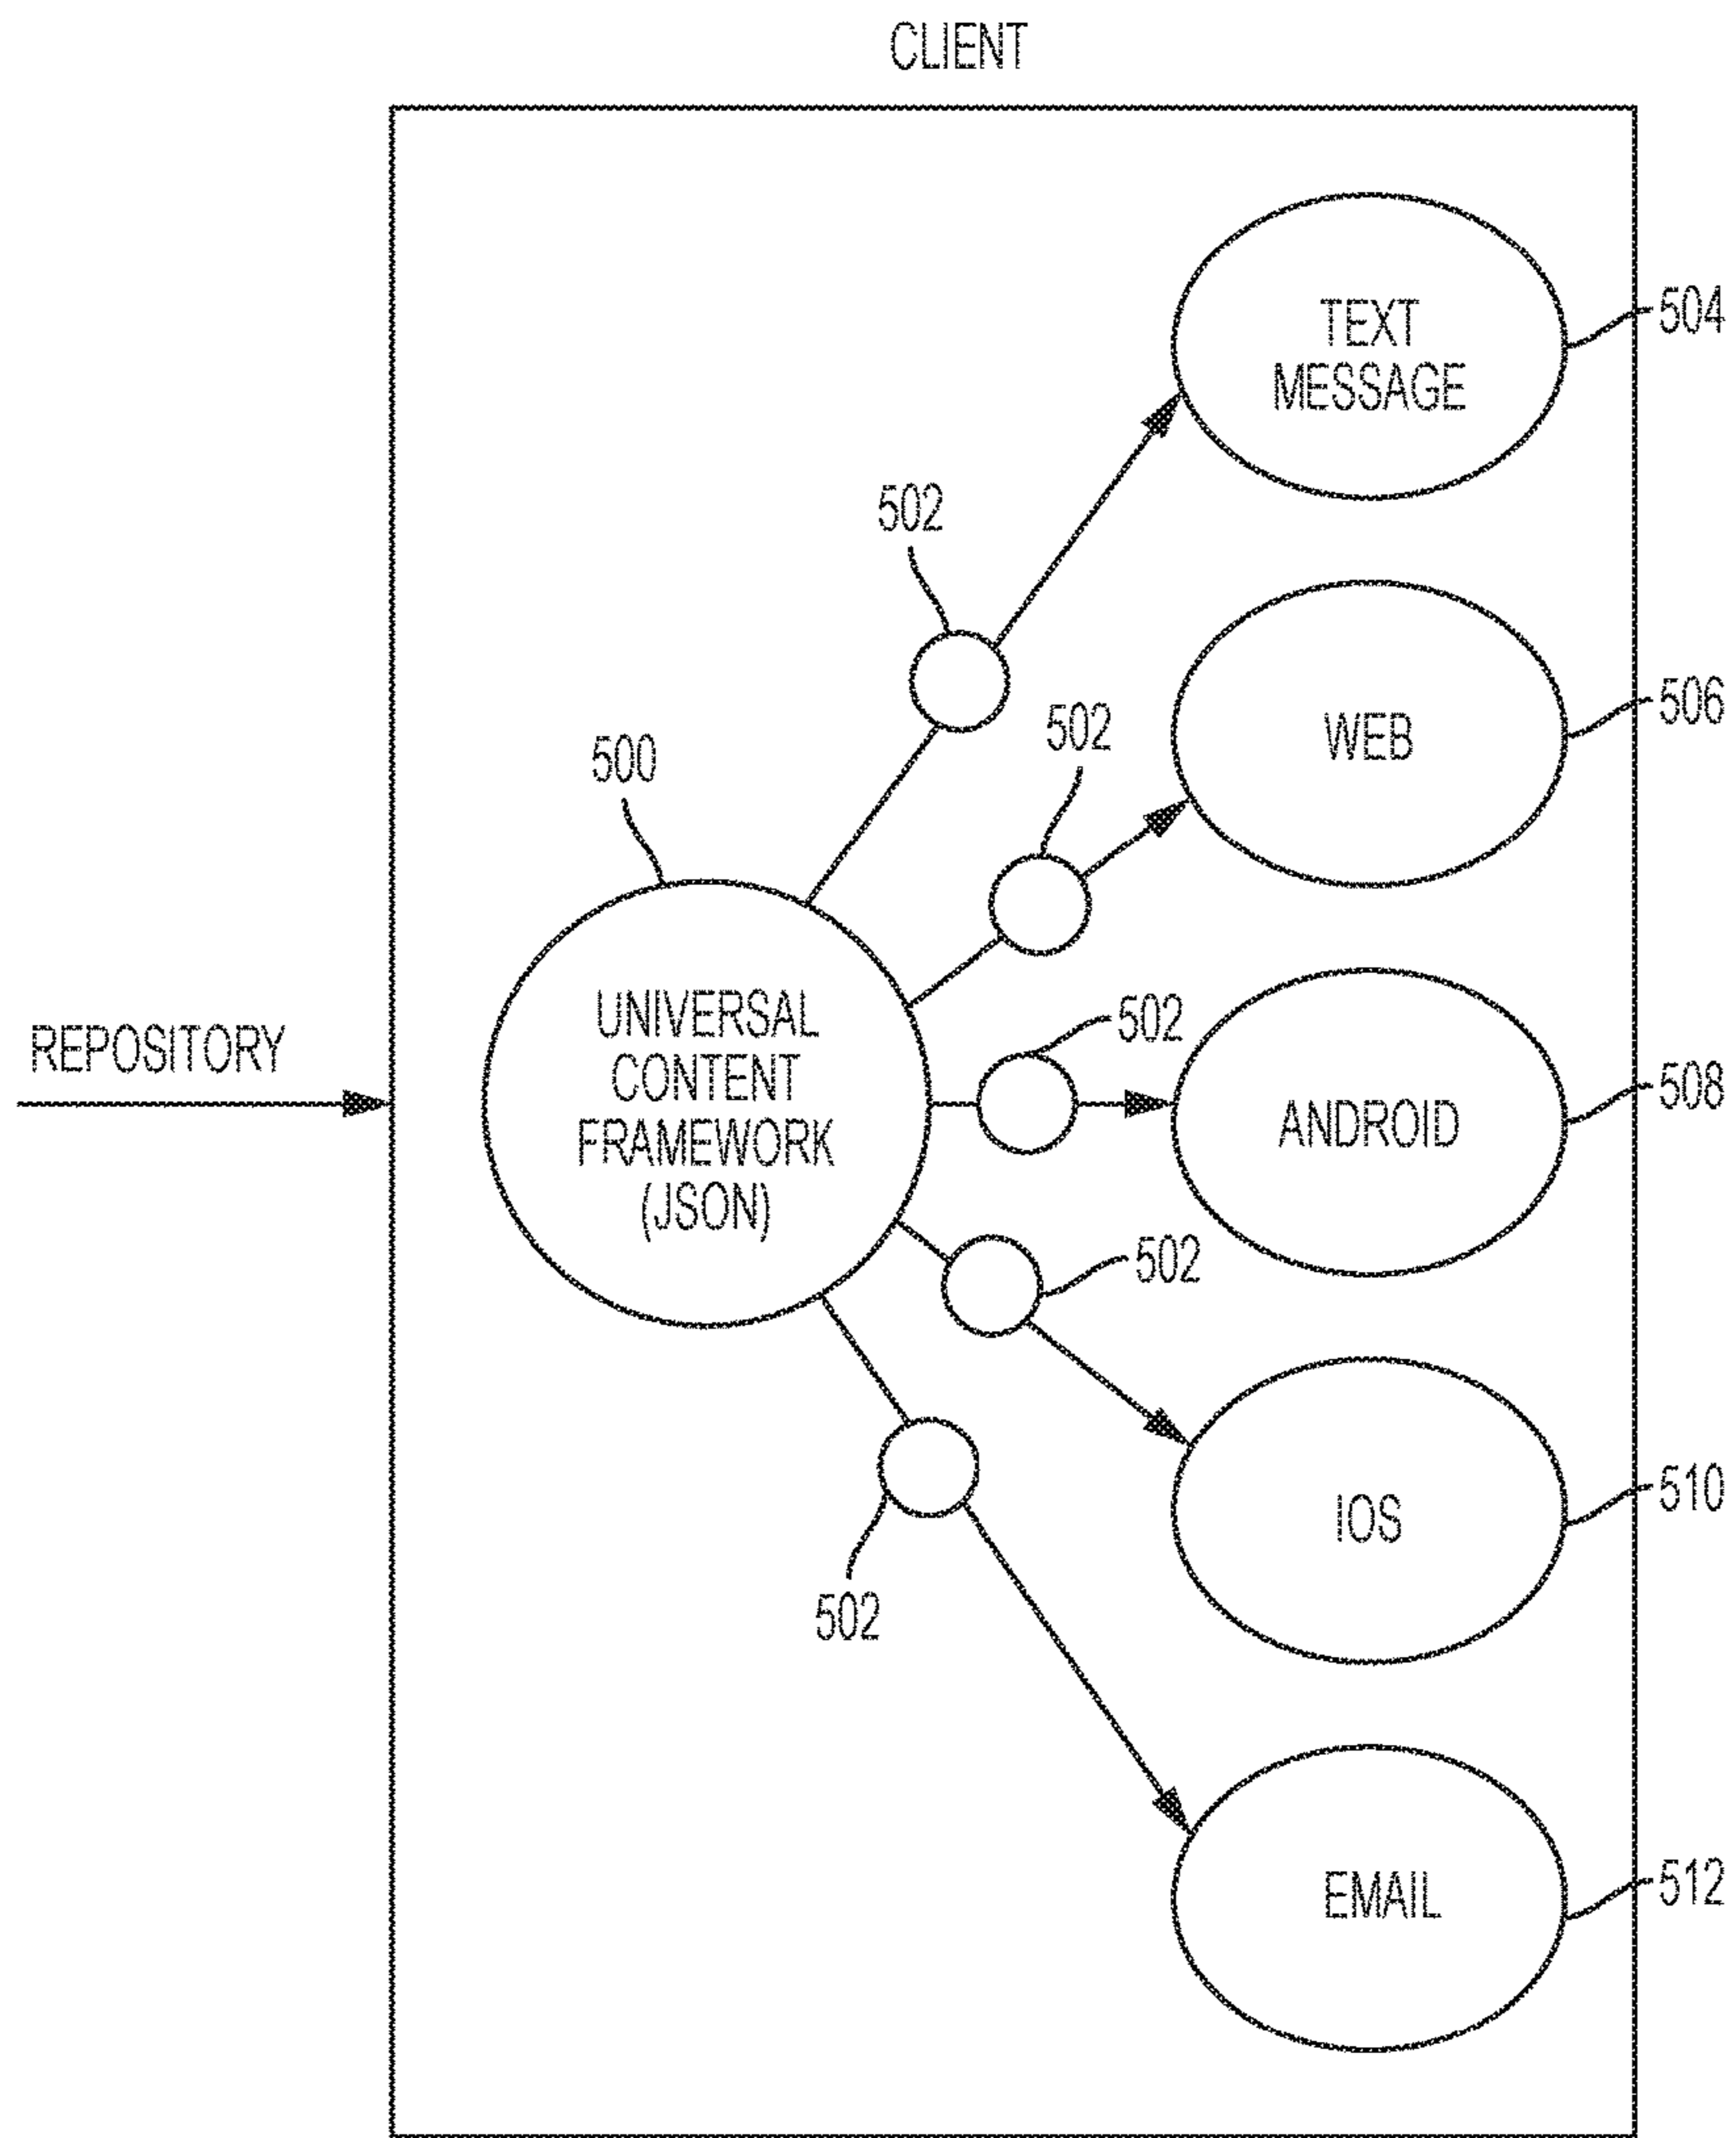 CLIENT
TEXT
MESSAGE
504
502
WEB
506
502
500
UNIVERSAL
CONTENT
FRAMEWORK
(JSON)
REPOSITORY
502
ANDROID
508
502
IOS
510
502
EMAIL
512